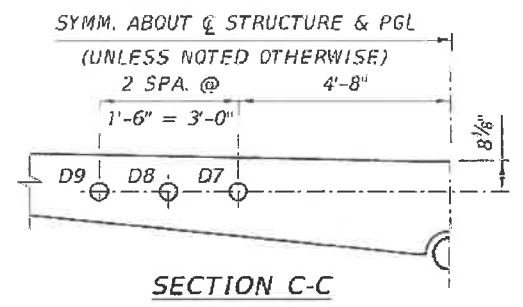 SYMM. ABOUT ℄ STRUCTURE & PGL
(UNLESS NOTED OTHERWISE)
2 SPA. @
1'-6" = 3'-0"
4'-8"
8⅛"
D9 D8 D7
SECTION C-C